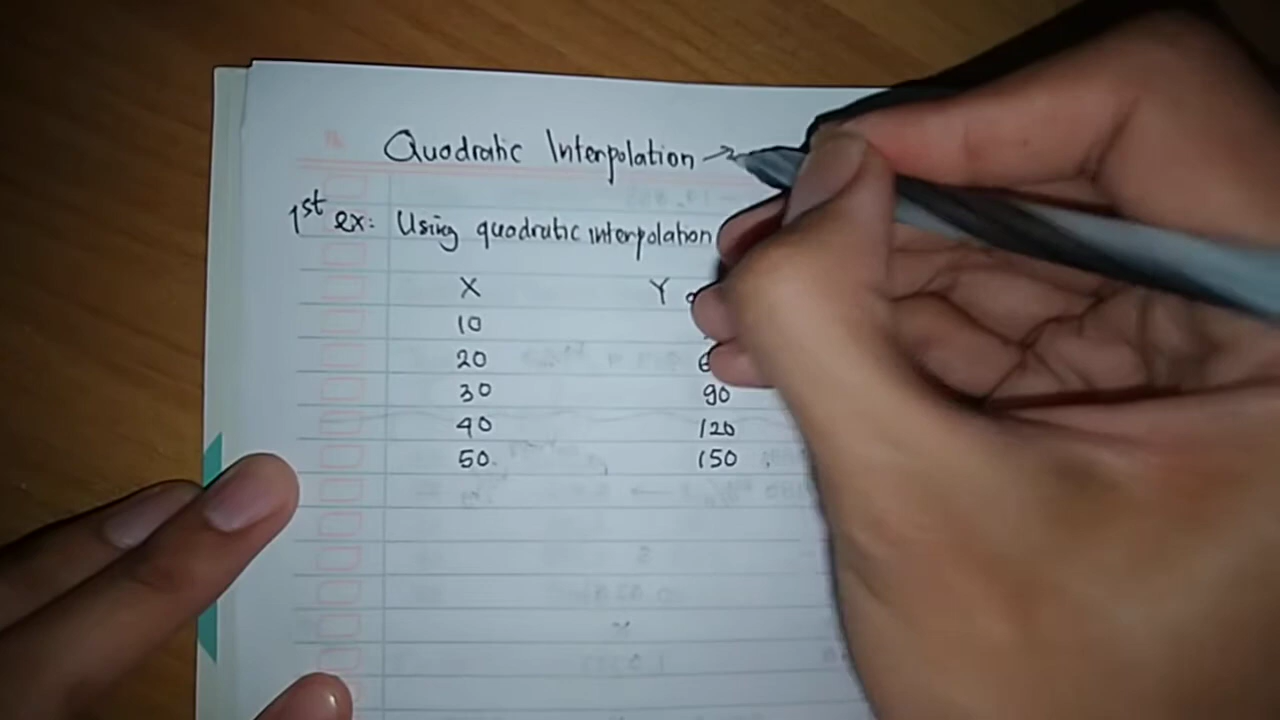 Quadratic Interpolation →
1st ex: Using quadratic interpolation
X Y
10
20
30 90
40 120
50 150